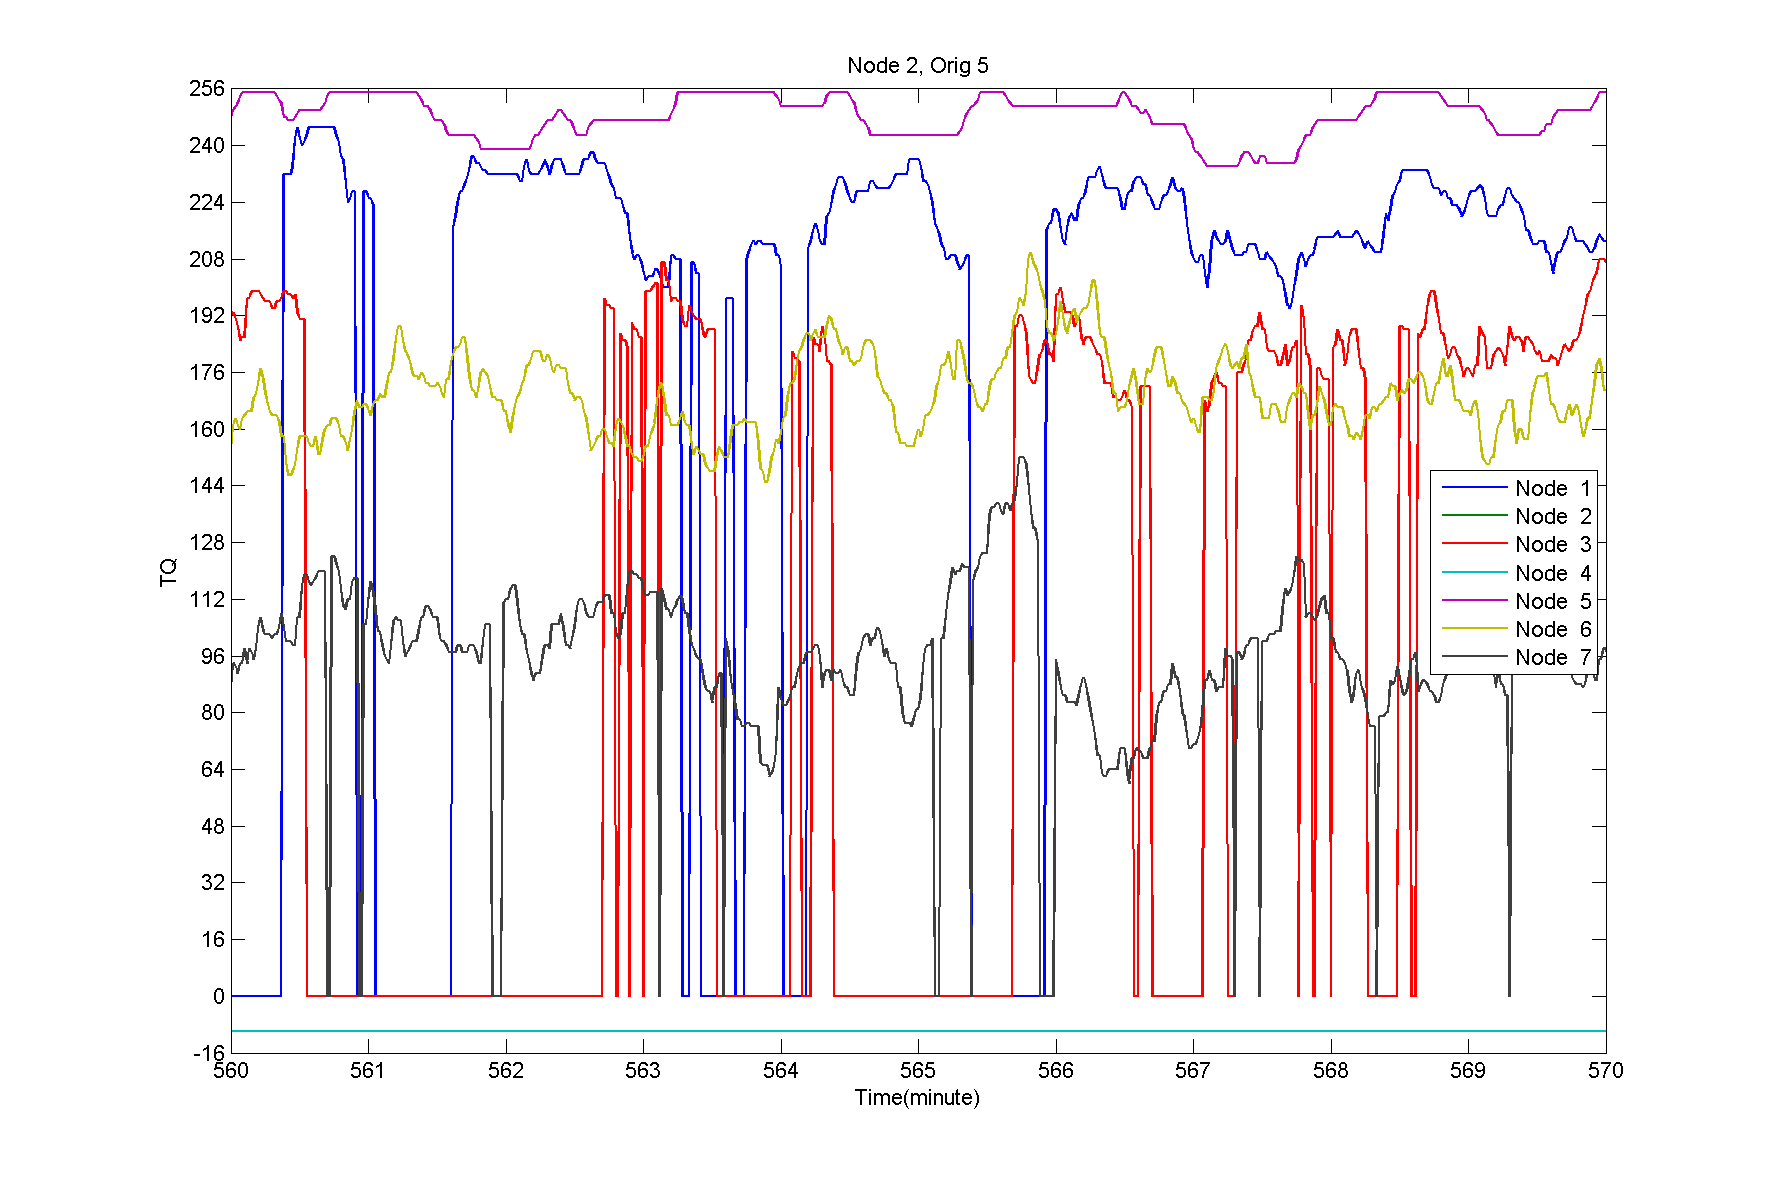 Node 2, Orig 5
256
240
224
208
192
176
160
144
128
112
96
80
64
48
32
16
0
-16
TQ
Node 1
Node 2
Node 3
Node 4
Node 5
Node 6
Node 7
560 561 562 563 564 565 566 567 568 569 570
Time(minute)